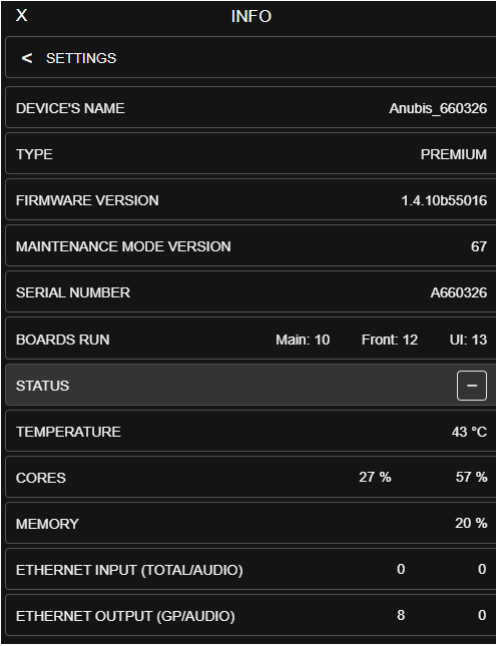 X INFO
< SETTINGS
DEVICE'S NAME Anubis_660326
TYPE PREMIUM
FIRMWARE VERSION 1.4.10b55016
MAINTENANCE MODE VERSION 67
SERIAL NUMBER A660326
BOARDS RUN Main: 10 Front: 12 UI: 13
STATUS −
TEMPERATURE 43 °C
CORES 27 % 57 %
MEMORY 20 %
ETHERNET INPUT (TOTAL/AUDIO) 0 0
ETHERNET OUTPUT (GP/AUDIO) 8 0